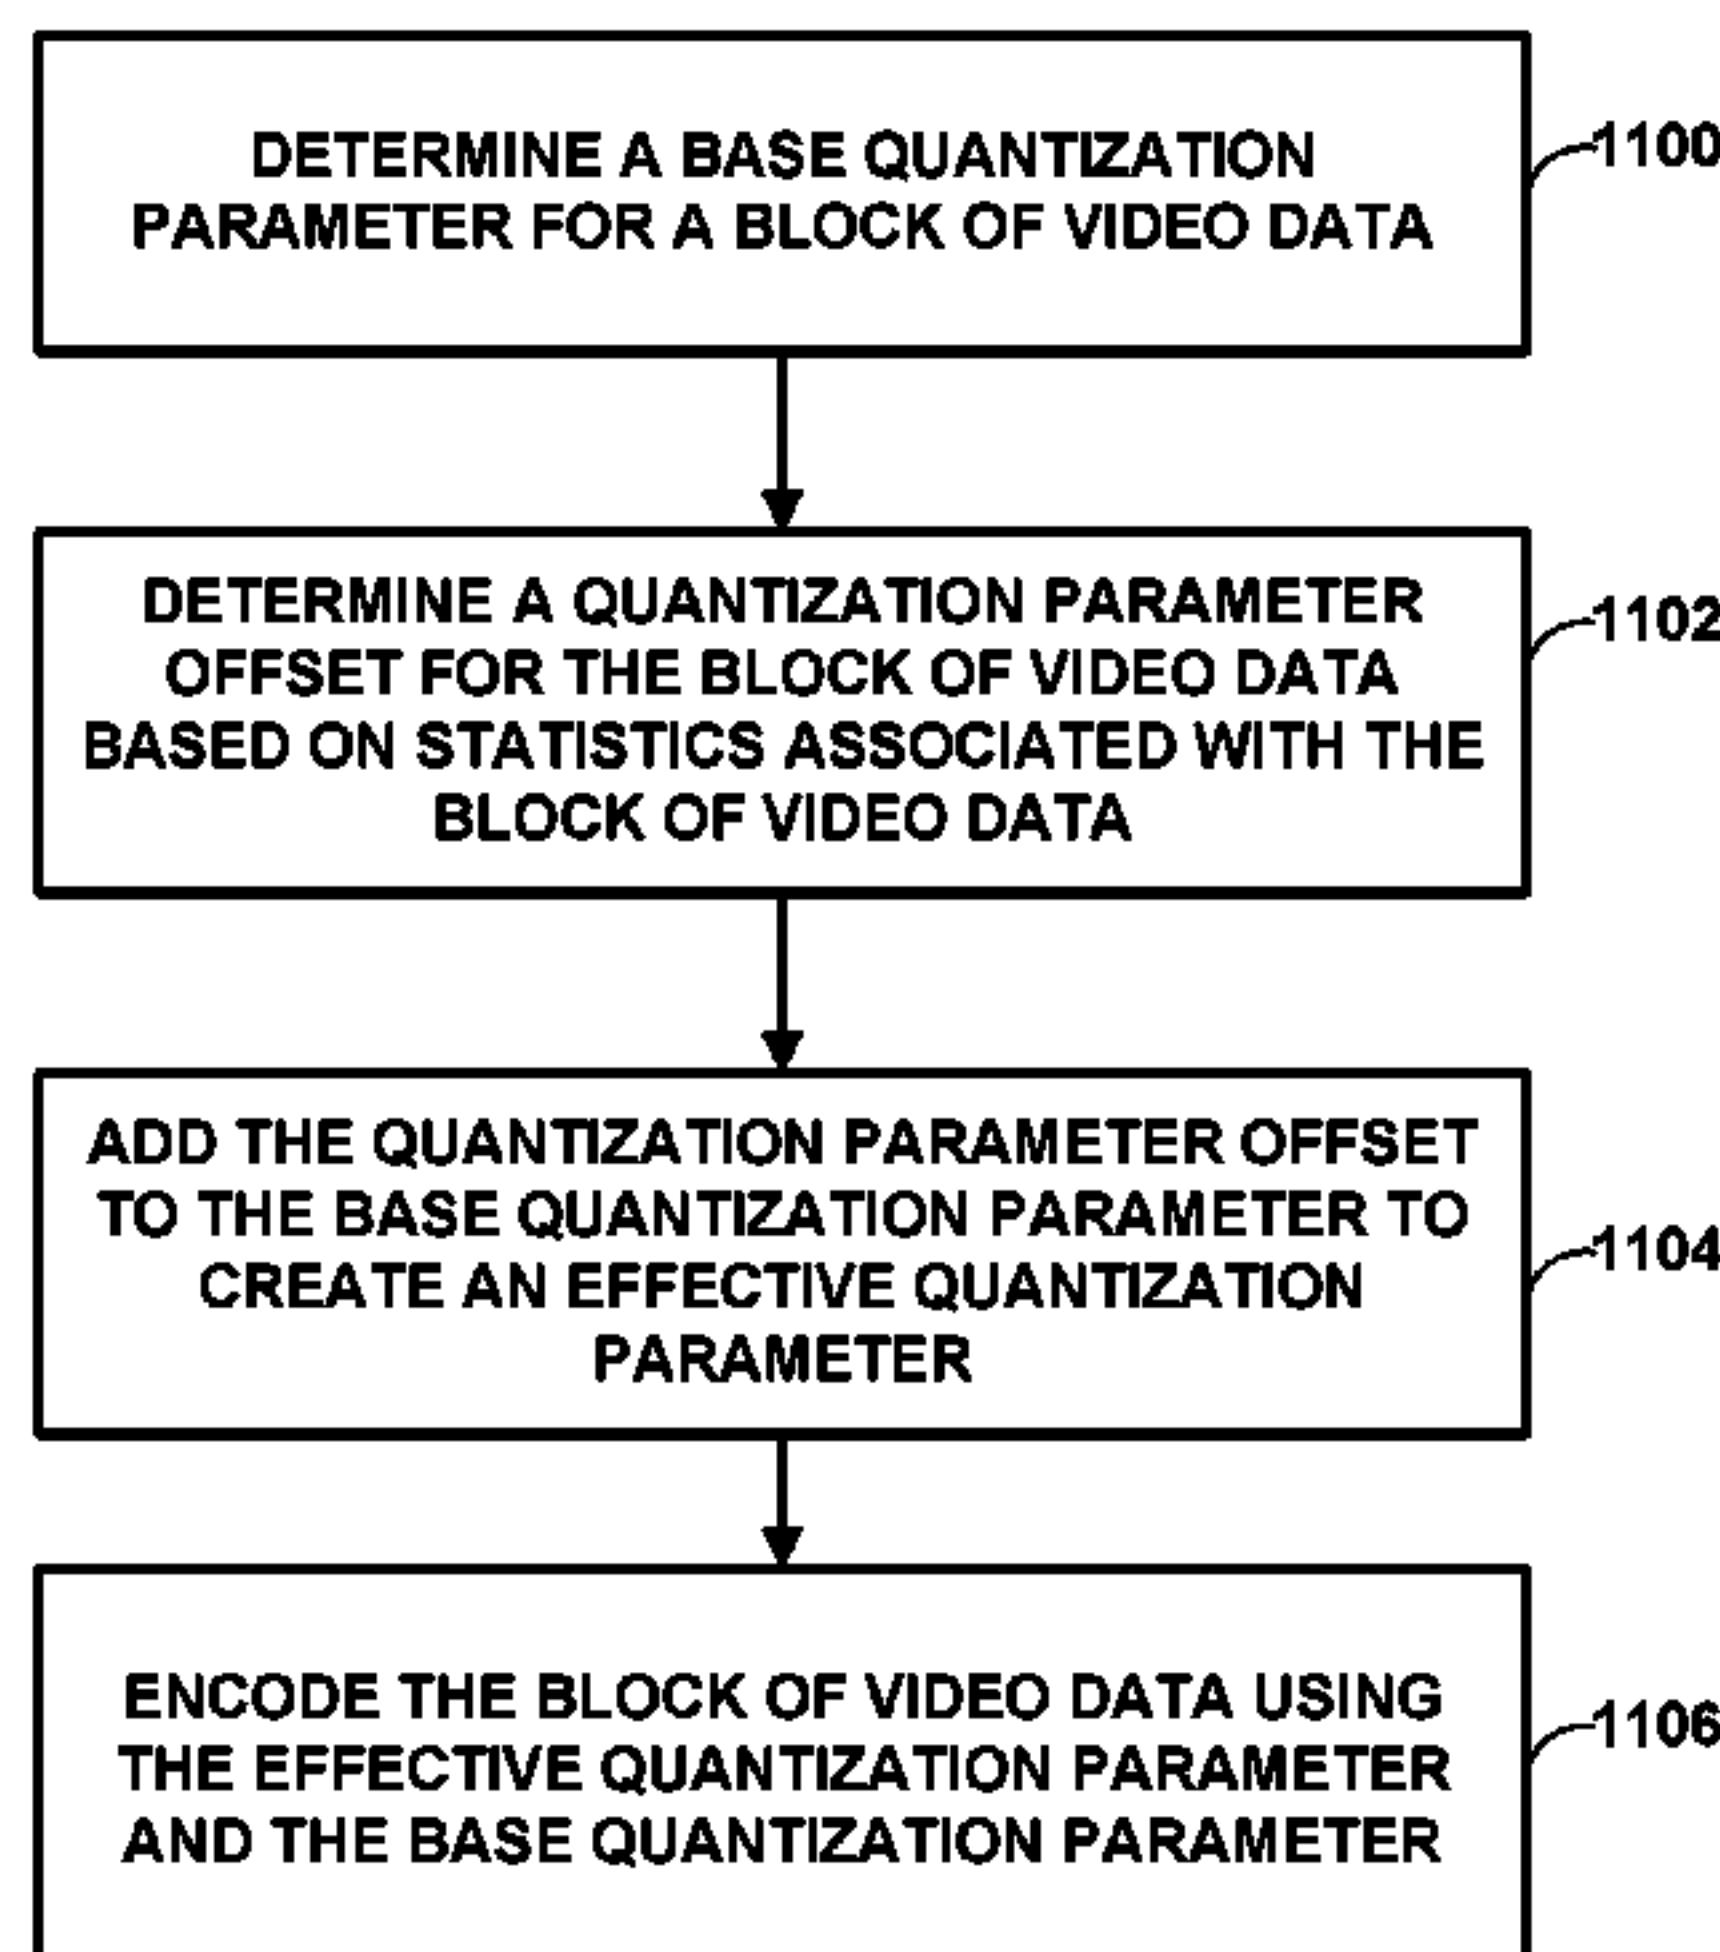 DETERMINE A BASE QUANTIZATION
PARAMETER FOR A BLOCK OF VIDEO DATA
1100
DETERMINE A QUANTIZATION PARAMETER
OFFSET FOR THE BLOCK OF VIDEO DATA
BASED ON STATISTICS ASSOCIATED WITH THE
BLOCK OF VIDEO DATA
1102
ADD THE QUANTIZATION PARAMETER OFFSET
TO THE BASE QUANTIZATION PARAMETER TO
CREATE AN EFFECTIVE QUANTIZATION
PARAMETER
1104
ENCODE THE BLOCK OF VIDEO DATA USING
THE EFFECTIVE QUANTIZATION PARAMETER
AND THE BASE QUANTIZATION PARAMETER
1106